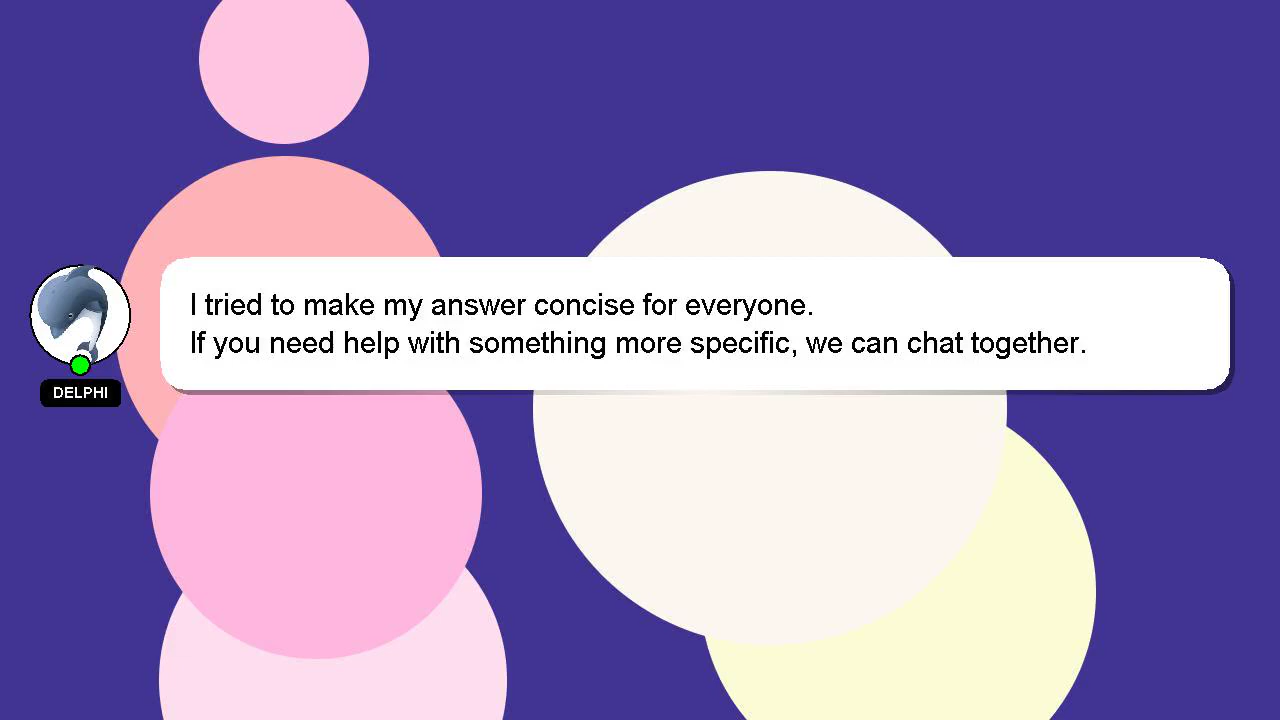 I tried to make my answer concise for everyone.
If you need help with something more specific, we can chat together.
DELPHI